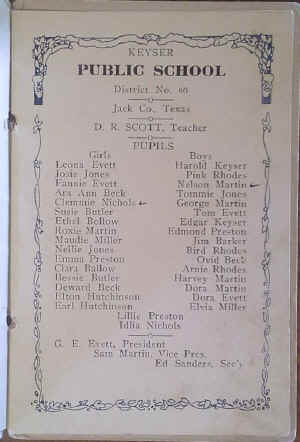 KEYSER
PUBLIC SCHOOL
District No. 60
Jack Co., Texas
D. R. SCOTT, Teacher
PUPILS
Girls Boys
Leona Evett Harold Keyser
Josie Jones Pink Rhodes
Fannie Evett Nelson Martin
Ara Ann Beck Tommie Jones
Clemmie Nichols George Martin
Susie Butler Tom Evett
Ethel Bellow Edgar Keyser
Roxie Martin Edmond Preston
Maudie Miller Jim Barker
Nellie Jones Bird Rhodes
Emma Preston Ovid Beck
Clara Ballow Arnie Rhodes
Bessie Butler Harvey Martin
Deward Beck Dora Mattie
Elton Hutchinson Dora Evett
Earl Hutchinson Elvia Miller
Lillie Preston
Idlia Nichols
G. E. Evett, President
Sam Martin, Vice Pres.
Ed Sanders, Sec'y